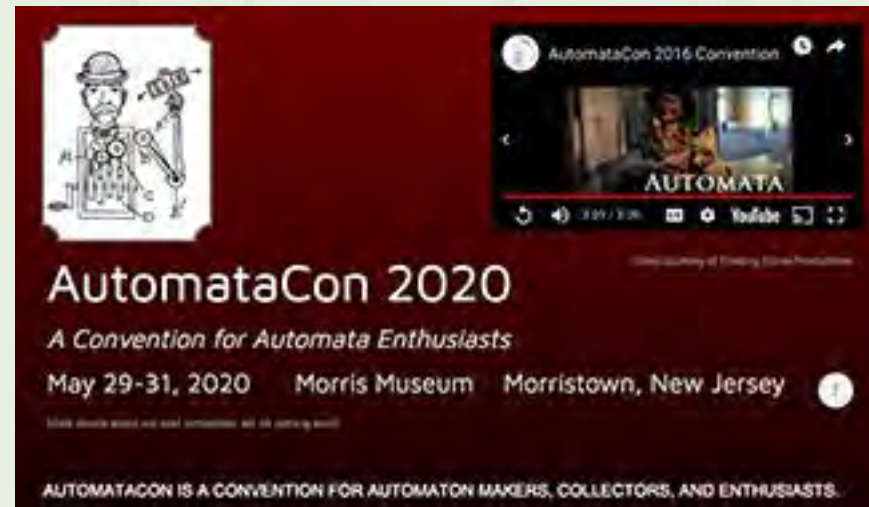 AutomataCon 2016 Convention
AUTOMATA
YouTube
AutomataCon 2020
A Convention for Automata Enthusiasts
May 29-31, 2020 Morris Museum Morristown, New Jersey
AUTOMATACON IS A CONVENTION FOR AUTOMATON MAKERS, COLLECTORS, AND ENTHUSIASTS.